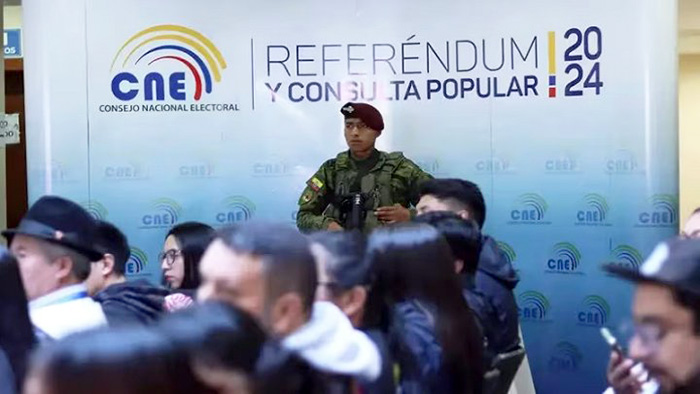 CNE
CONSEJO NACIONAL ELECTORAL
REFERÉNDUM
Y CONSULTA POPULAR
2024